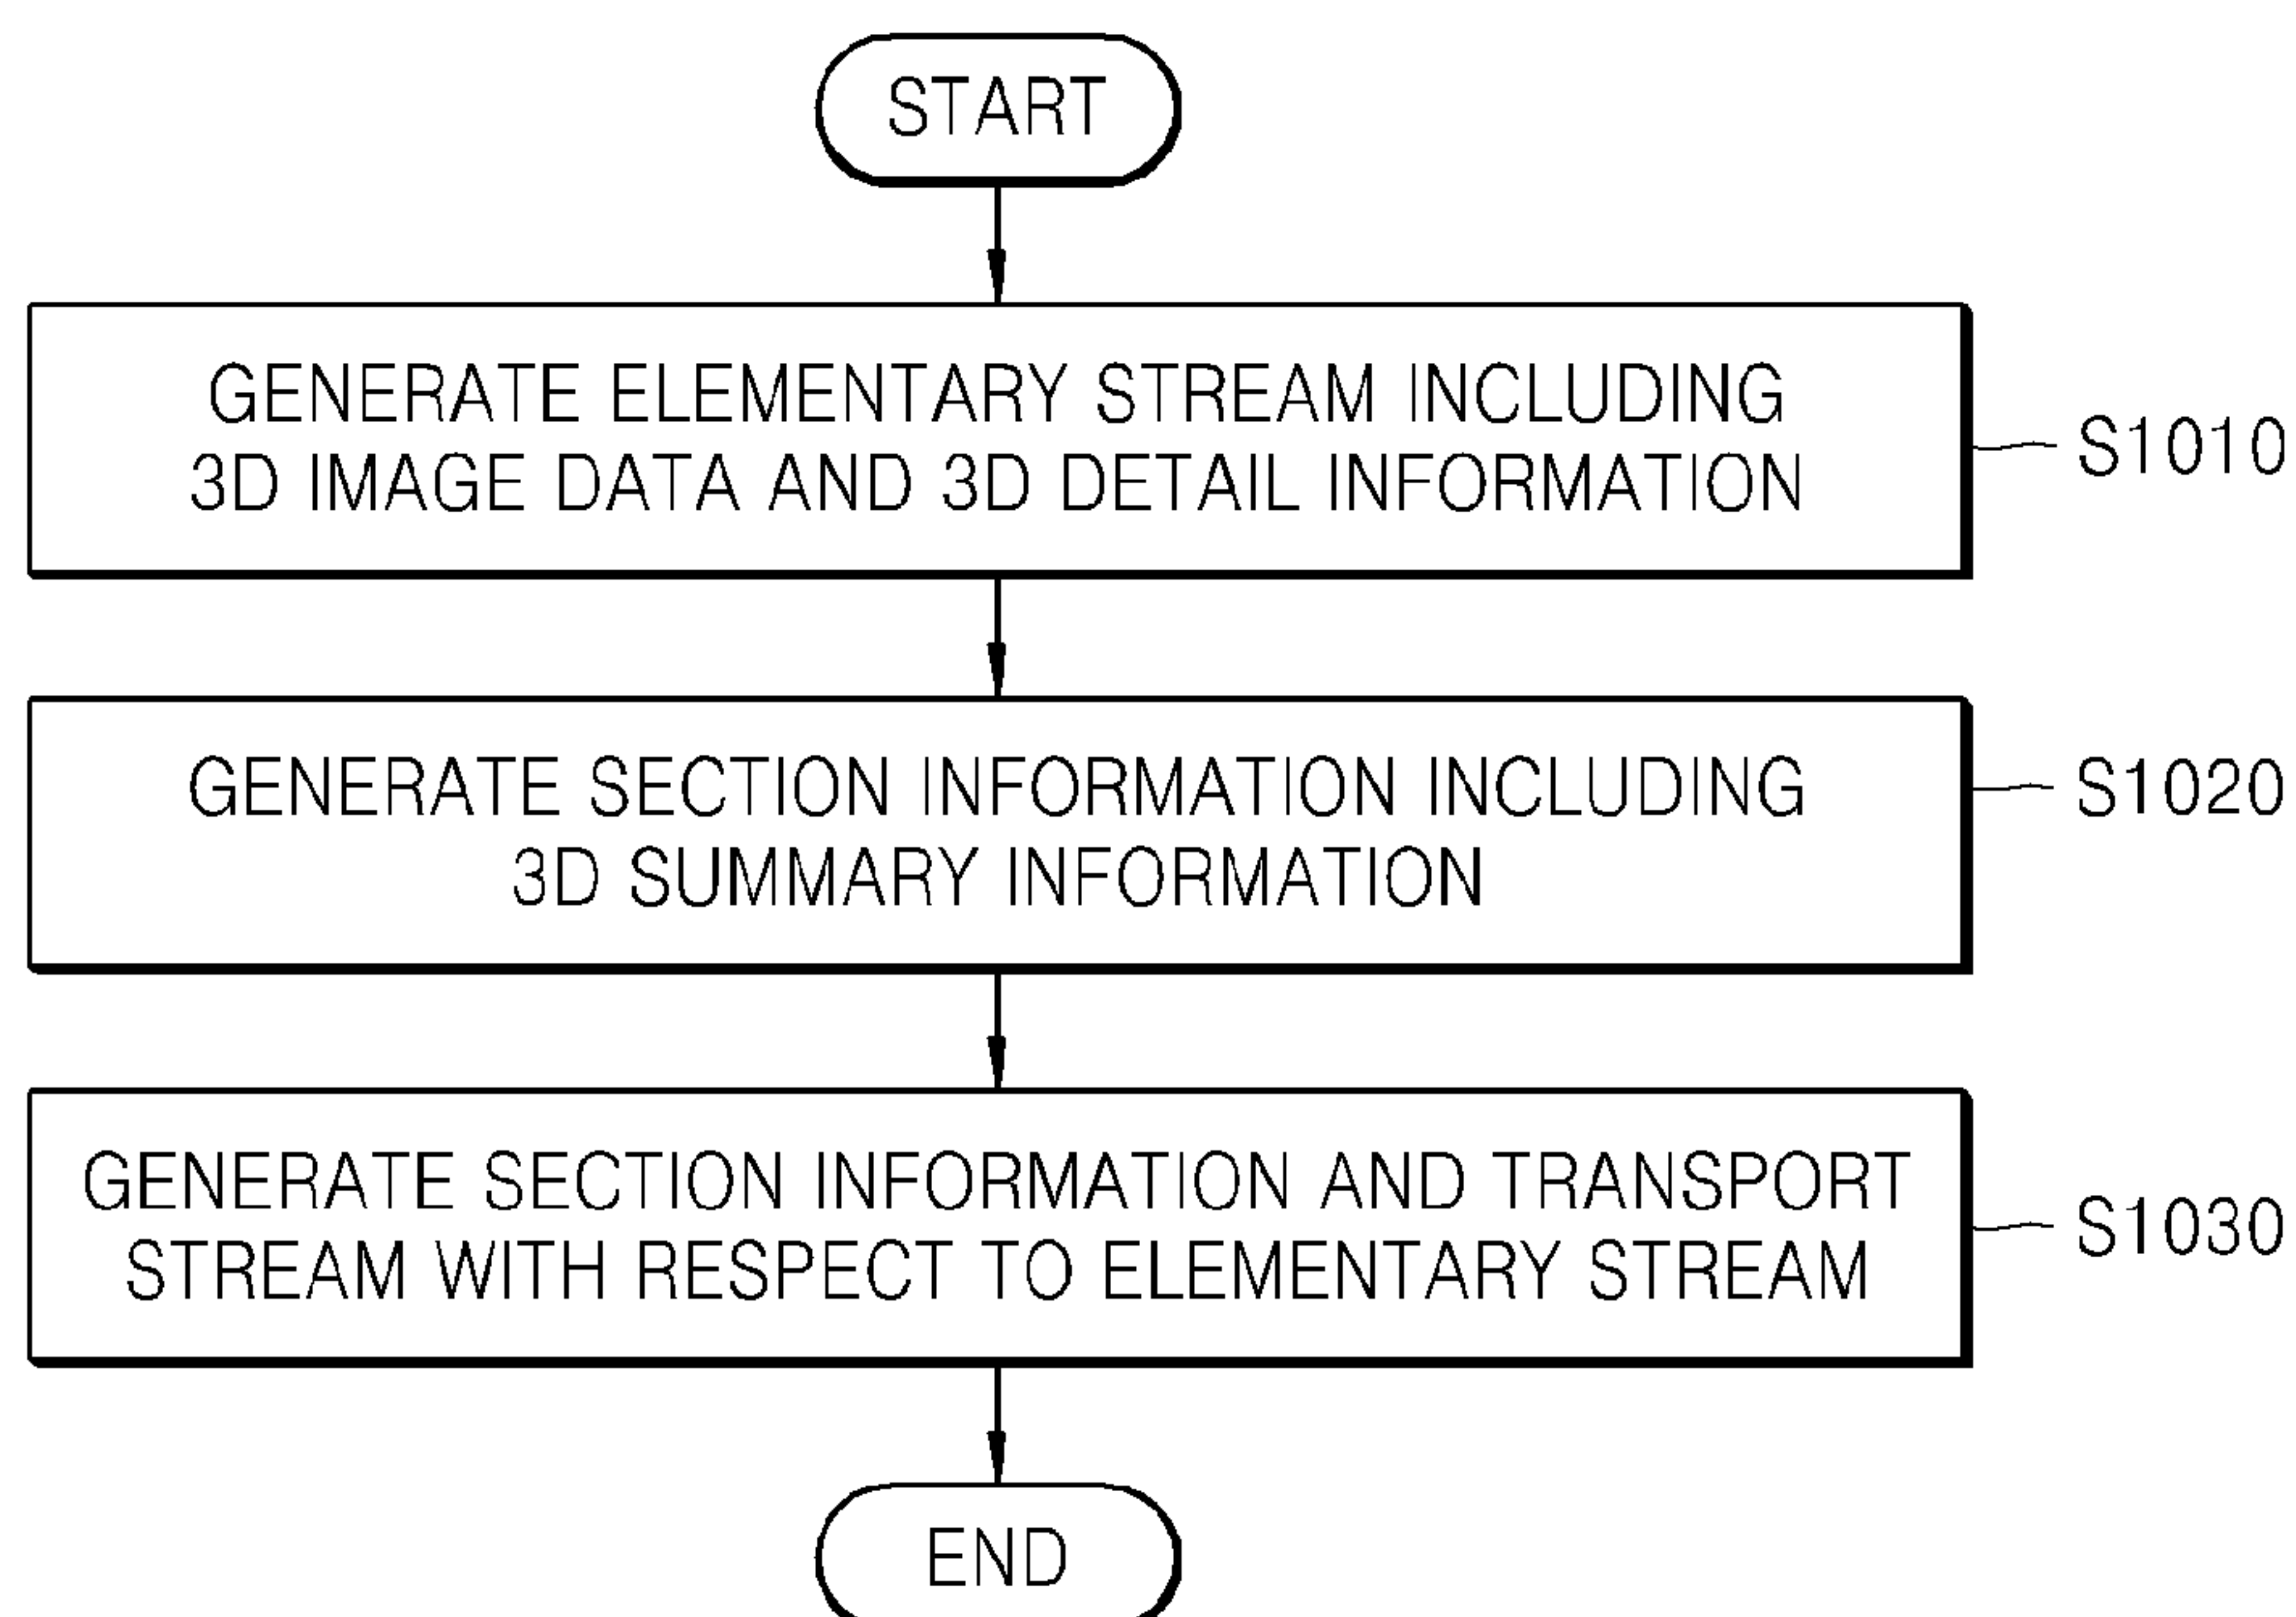 START
GENERATE ELEMENTARY STREAM INCLUDING
3D IMAGE DATA AND 3D DETAIL INFORMATION
S1010
GENERATE SECTION INFORMATION INCLUDING
3D SUMMARY INFORMATION
S1020
GENERATE SECTION INFORMATION AND TRANSPORT
STREAM WITH RESPECT TO ELEMENTARY STREAM
S1030
END